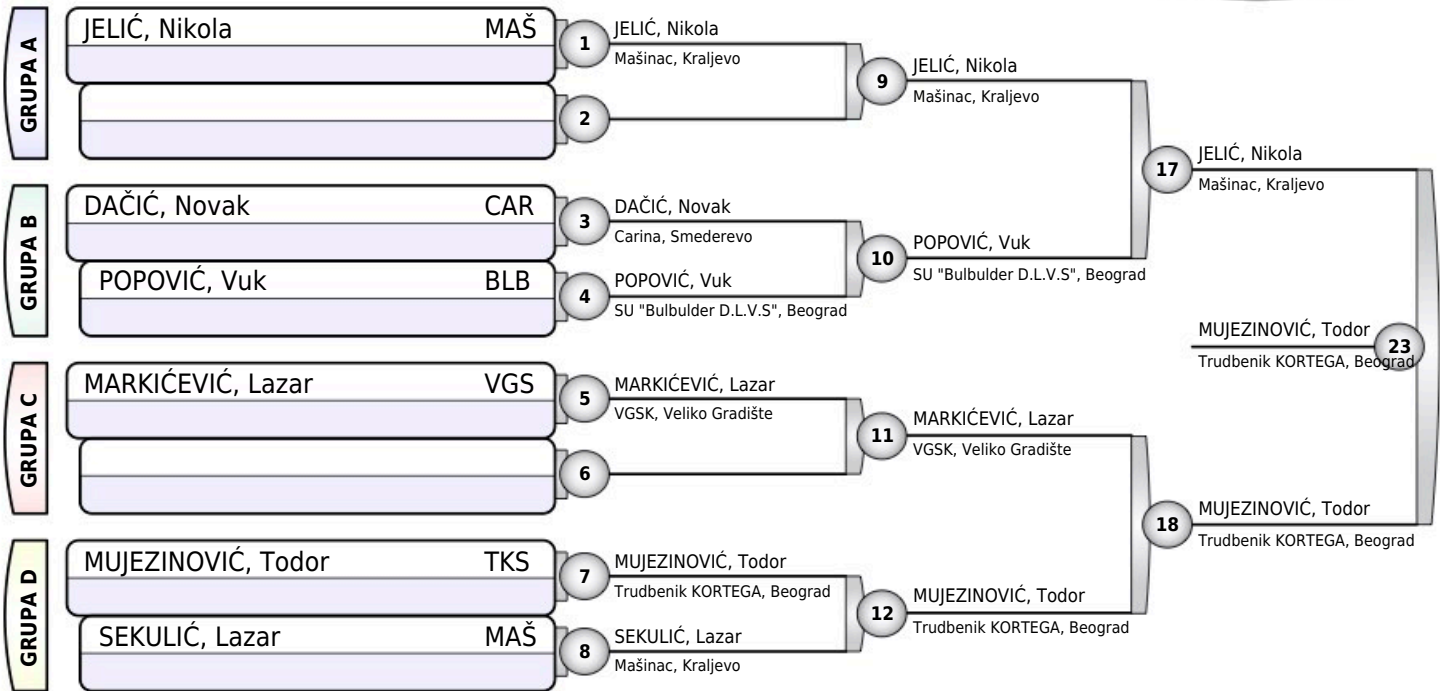 GRUPA A
JELIĆ, Nikola MAŠ
1
JELIĆ, Nikola
Mašinac, Kraljevo
2
9
JELIĆ, Nikola
Mašinac, Kraljevo
GRUPA B
DAČIĆ, Novak CAR
3
DAČIĆ, Novak
Carina, Smederevo
POPOVIĆ, Vuk BLB
4
POPOVIĆ, Vuk
SU "Bulbulder D.L.V.S", Beograd
10
POPOVIĆ, Vuk
SU "Bulbulder D.L.V.S", Beograd
17
JELIĆ, Nikola
Mašinac, Kraljevo
GRUPA C
MARKIĆEVIĆ, Lazar VGS
5
MARKIĆEVIĆ, Lazar
VGSK, Veliko Gradište
6
11
MARKIĆEVIĆ, Lazar
VGSK, Veliko Gradište
GRUPA D
MUJEZINOVIĆ, Todor TKS
7
MUJEZINOVIĆ, Todor
Trudbenik KORTEGA, Beograd
SEKULIĆ, Lazar MAŠ
8
SEKULIĆ, Lazar
Mašinac, Kraljevo
12
MUJEZINOVIĆ, Todor
Trudbenik KORTEGA, Beograd
18
MUJEZINOVIĆ, Todor
Trudbenik KORTEGA, Beograd
MUJEZINOVIĆ, Todor
Trudbenik KORTEGA, Beograd
23